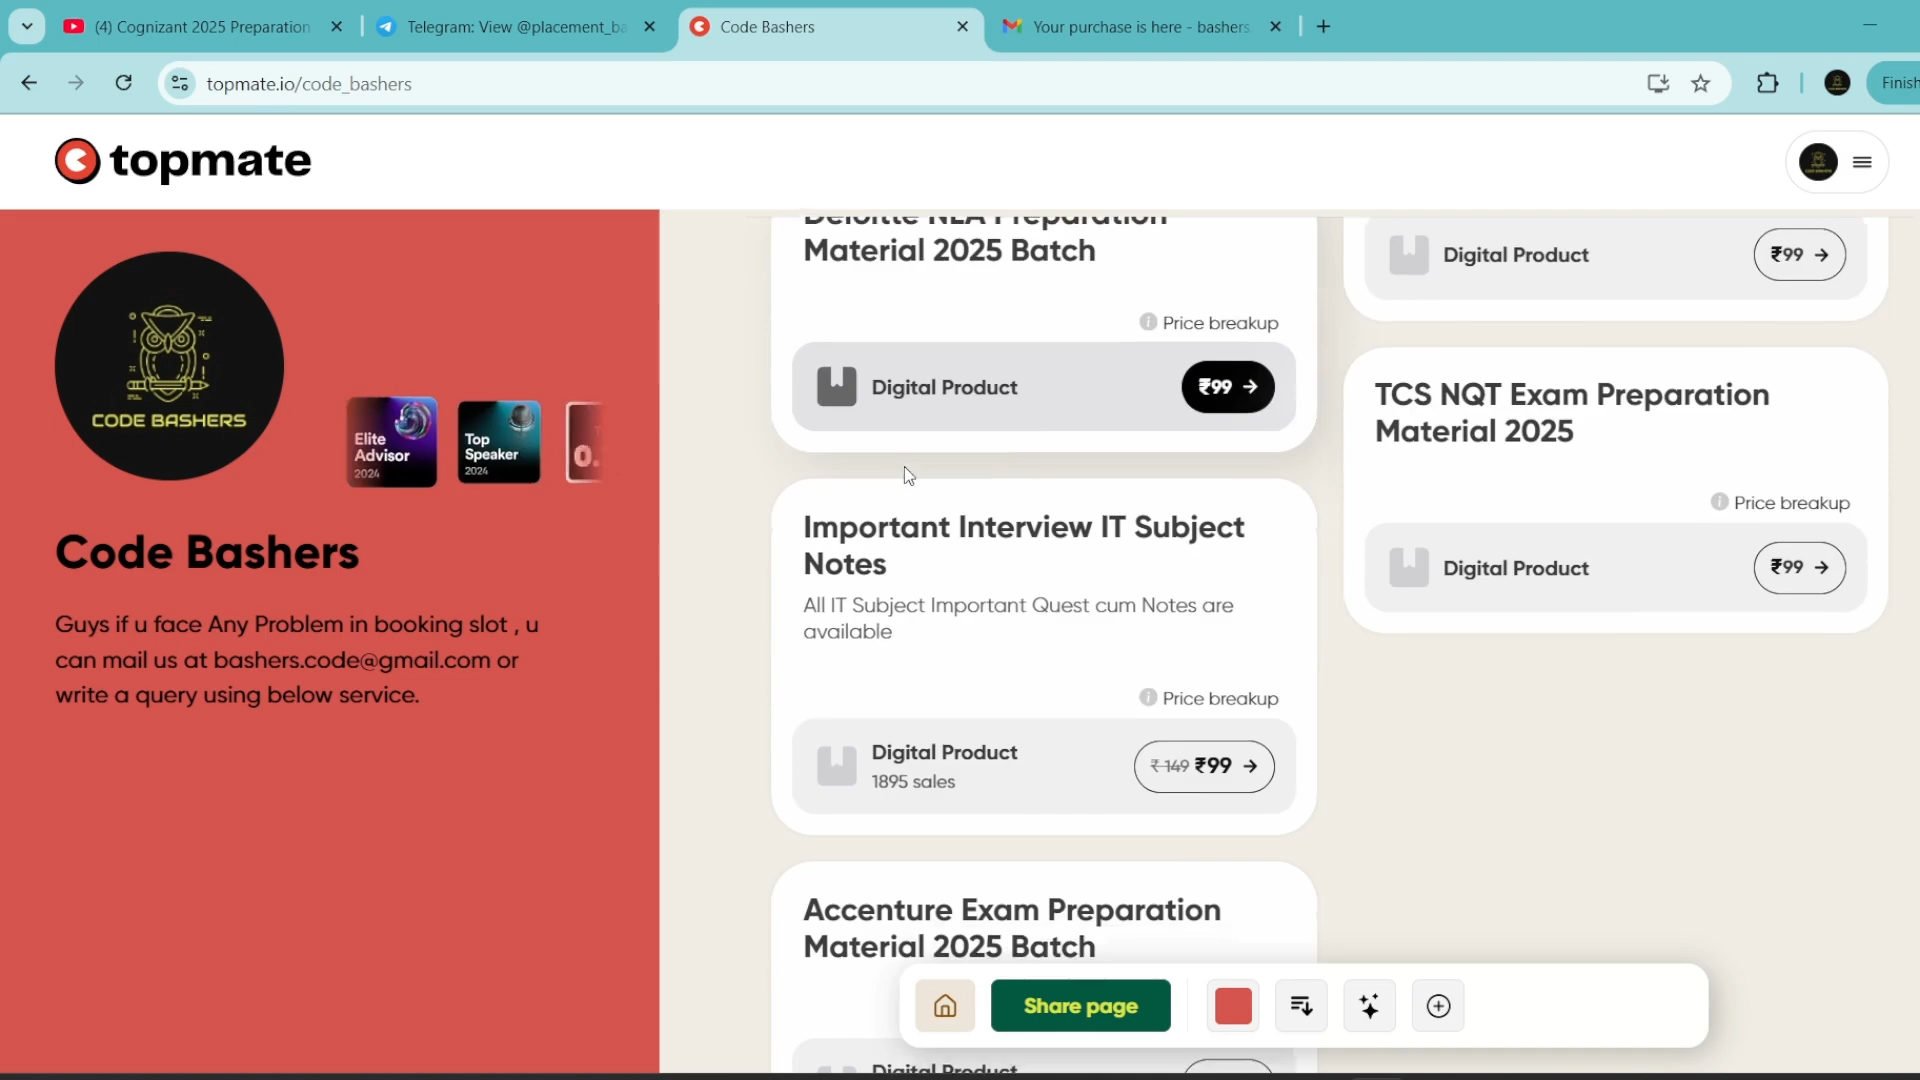 (4) Cognizant 2025 Preparation
Telegram: View @placement_ba
Code Bashers
Your purchase is here - bashers.
topmate.io/code_bashers
Finish
topmate
CODE BASHERS
Elite
Advisor
2024
Top
Speaker
2024
0.
Code Bashers
Guys if u face Any Problem in booking slot , u
can mail us at bashers.code@gmail.com or
write a query using below service.
Deloitte NLA Preparation
Material 2025 Batch
Price breakup
Digital Product
₹99 →
Important Interview IT Subject
Notes
All IT Subject Important Quest cum Notes are
available
Price breakup
Digital Product
1895 sales
₹ 149 ₹99 →
Accenture Exam Preparation
Material 2025 Batch
Digital Product
Digital Product
₹99 →
TCS NQT Exam Preparation
Material 2025
Price breakup
Digital Product
₹99 →
Share page